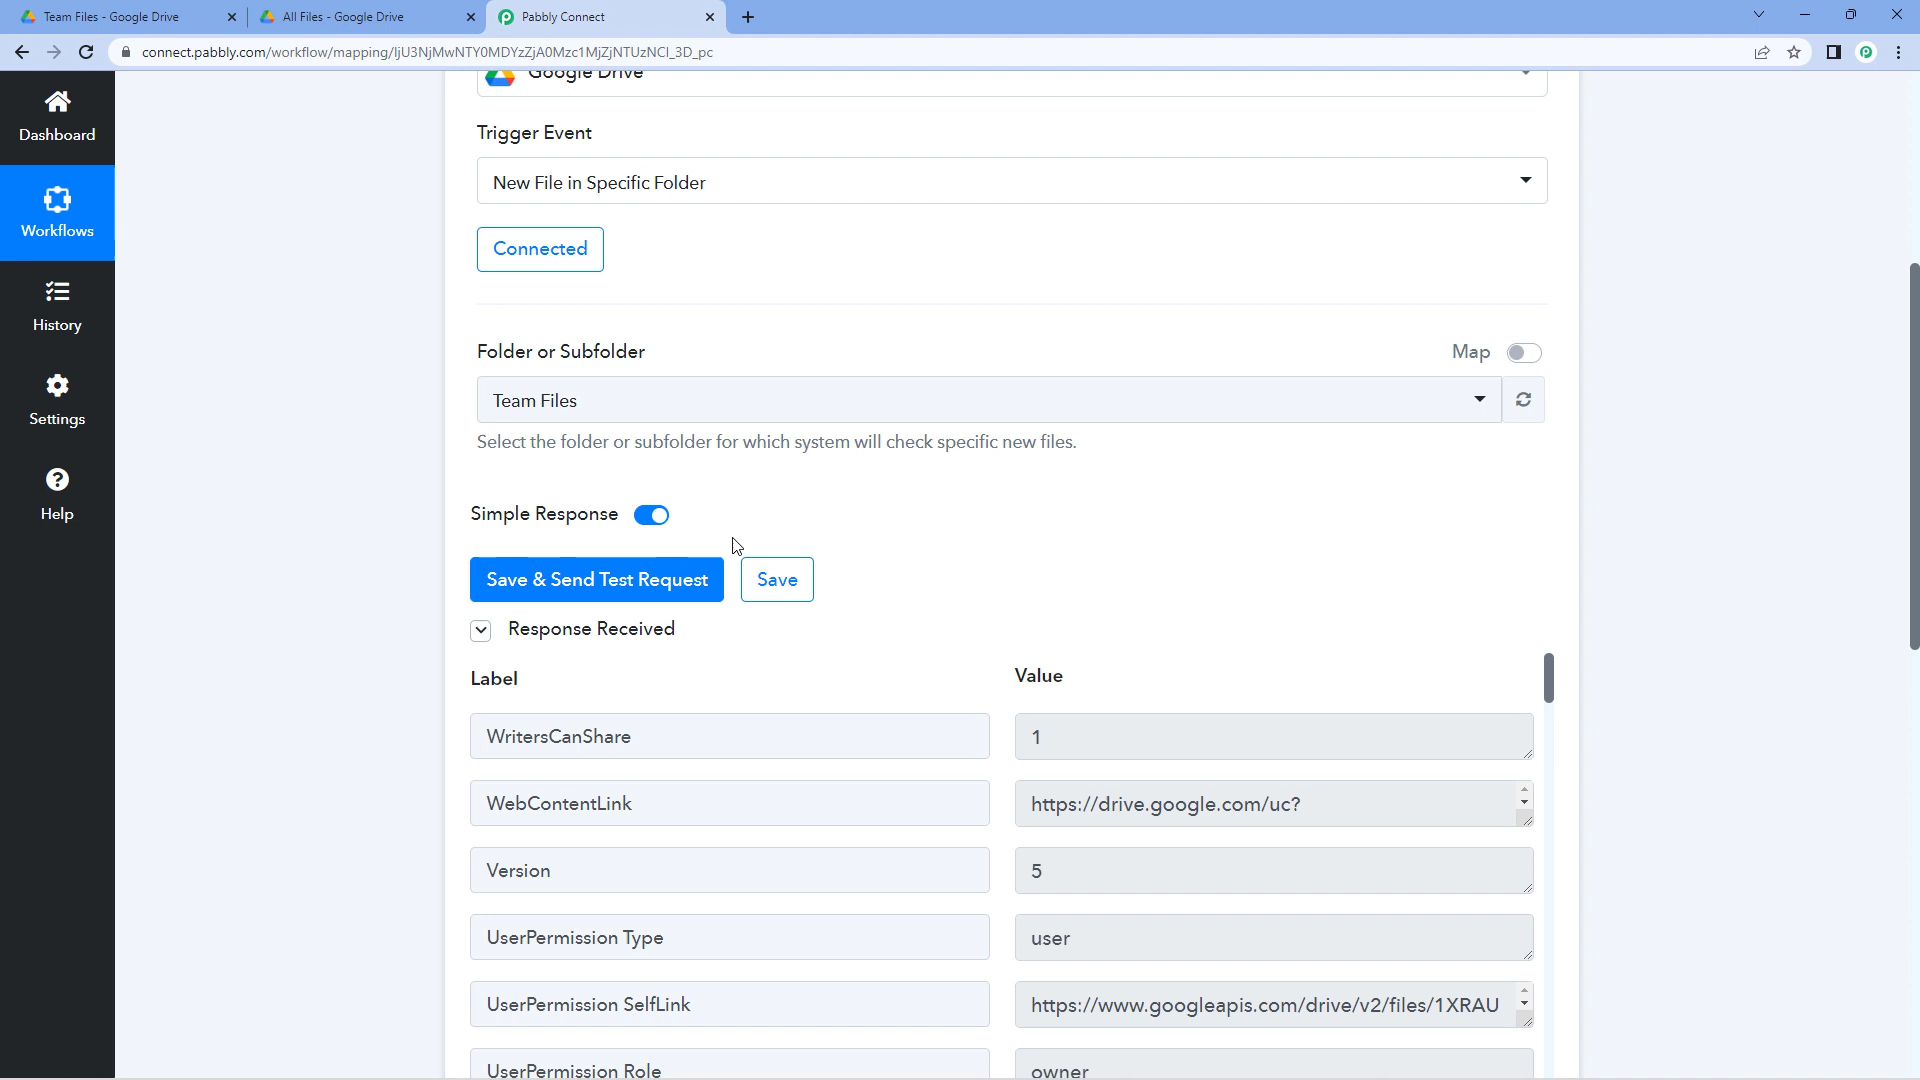 Team Files - Google Drive
All Files - Google Drive
Pabbly Connect
connect.pabbly.com/workflow/mapping/IjU3NjMwNTY0MDYzZjA0Mzc1MjZjNTUzNCI_3D_pc
Dashboard
Workflows
History
Settings
Help
Google Drive
Trigger Event
New File in Specific Folder
Connected
Folder or Subfolder
Map
Team Files
Select the folder or subfolder for which system will check specific new files.
Simple Response
Save & Send Test Request
Save
Response Received
Label
Value
WritersCanShare
1
WebContentLink
https://drive.google.com/uc?
Version
5
UserPermission Type
user
UserPermission SelfLink
https://www.googleapis.com/drive/v2/files/1XRAU
UserPermission Role
owner